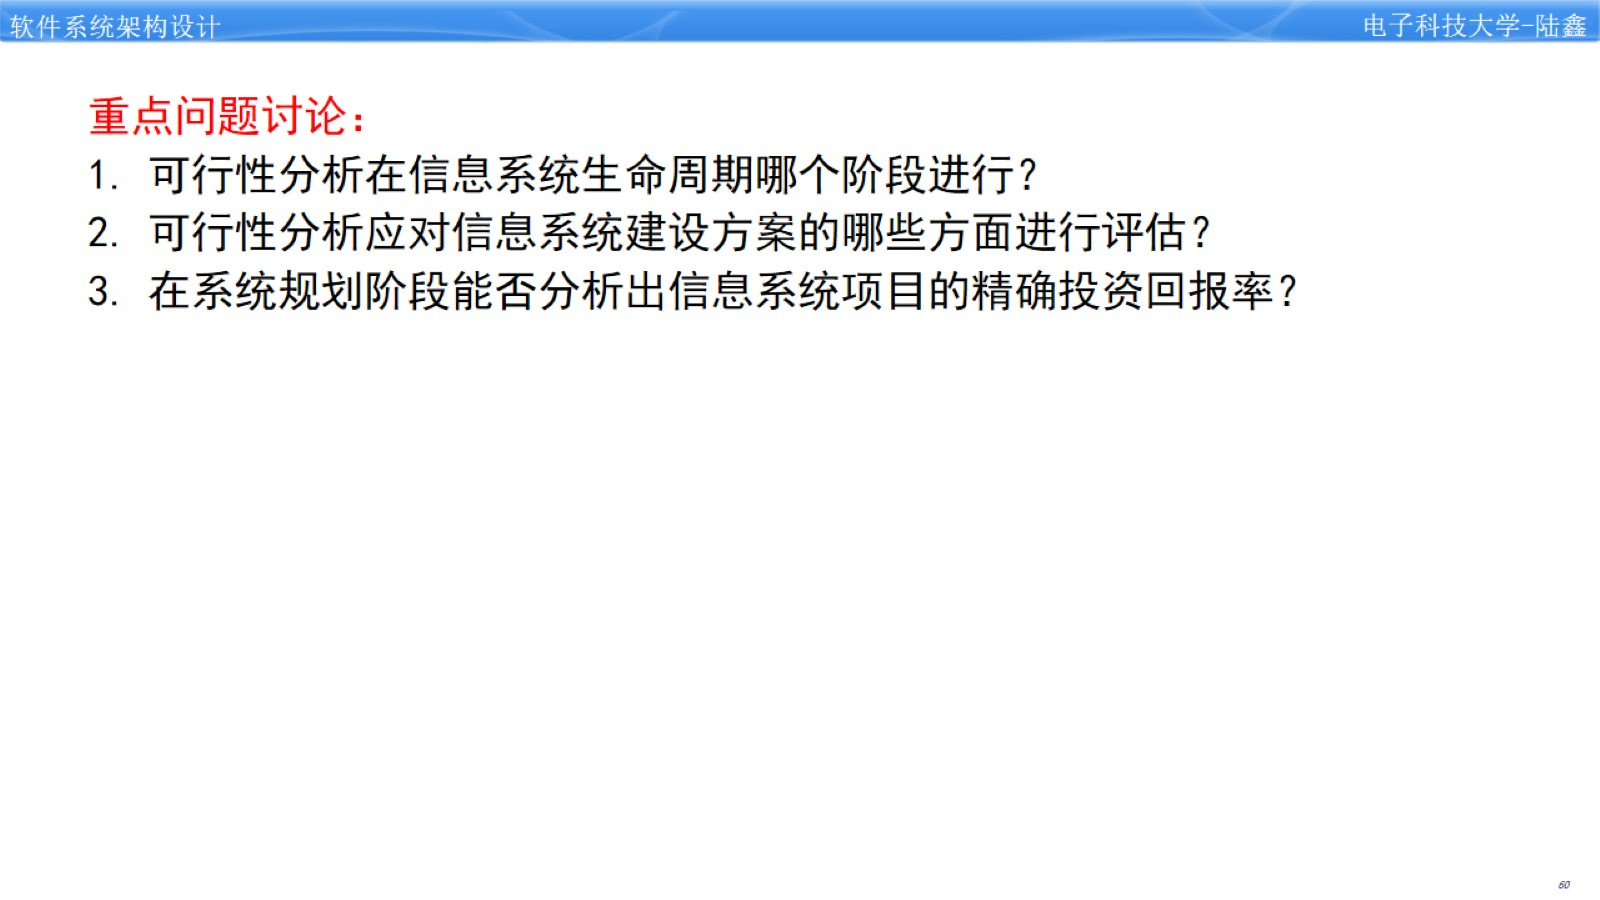 软件系统架构设计
电子科技大学-陆鑫
重点问题讨论：
1. 可行性分析在信息系统生命周期哪个阶段进行？
2. 可行性分析应对信息系统建设方案的哪些方面进行评估？
3. 在系统规划阶段能否分析出信息系统项目的精确投资回报率？
60